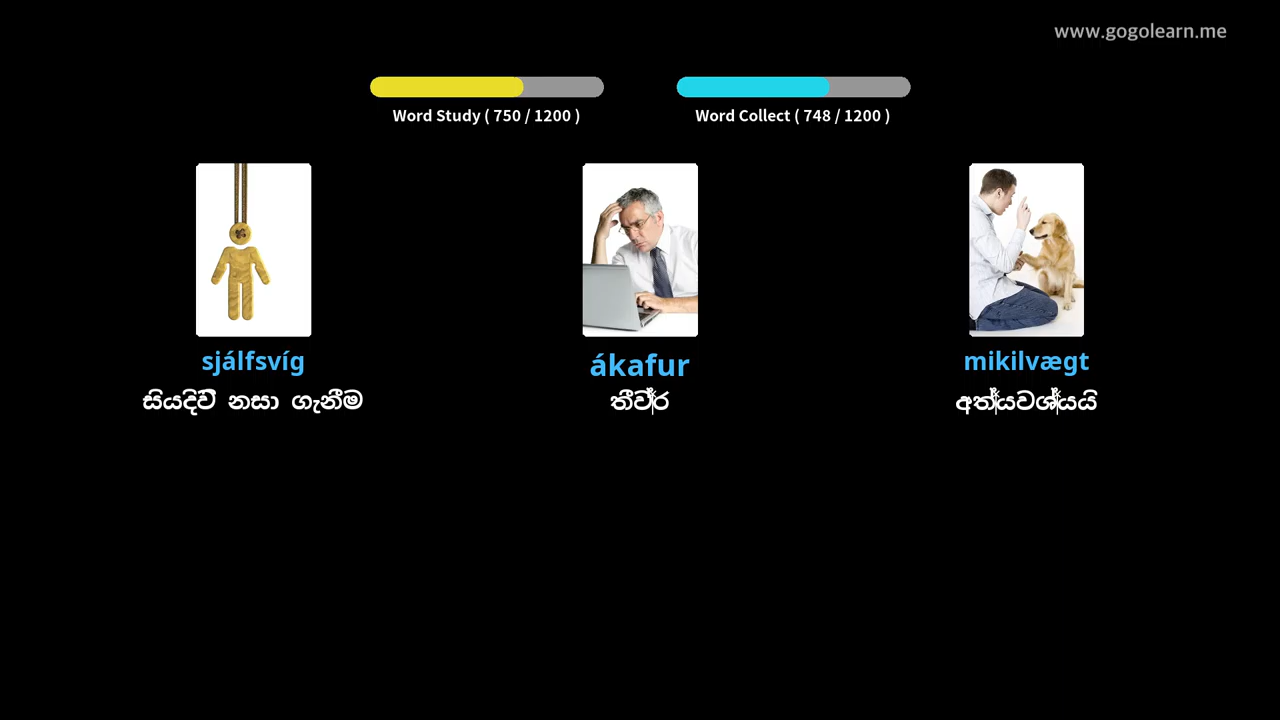 www.gogolearn.me
Word Study ( 750 / 1200 )
Word Collect ( 748 / 1200 )
sjálfsvíg
ákafur
mikilvægt
සියදිවි නසා ගැනීම
තීව්‍ර
අත්‍යවශ්‍යයි